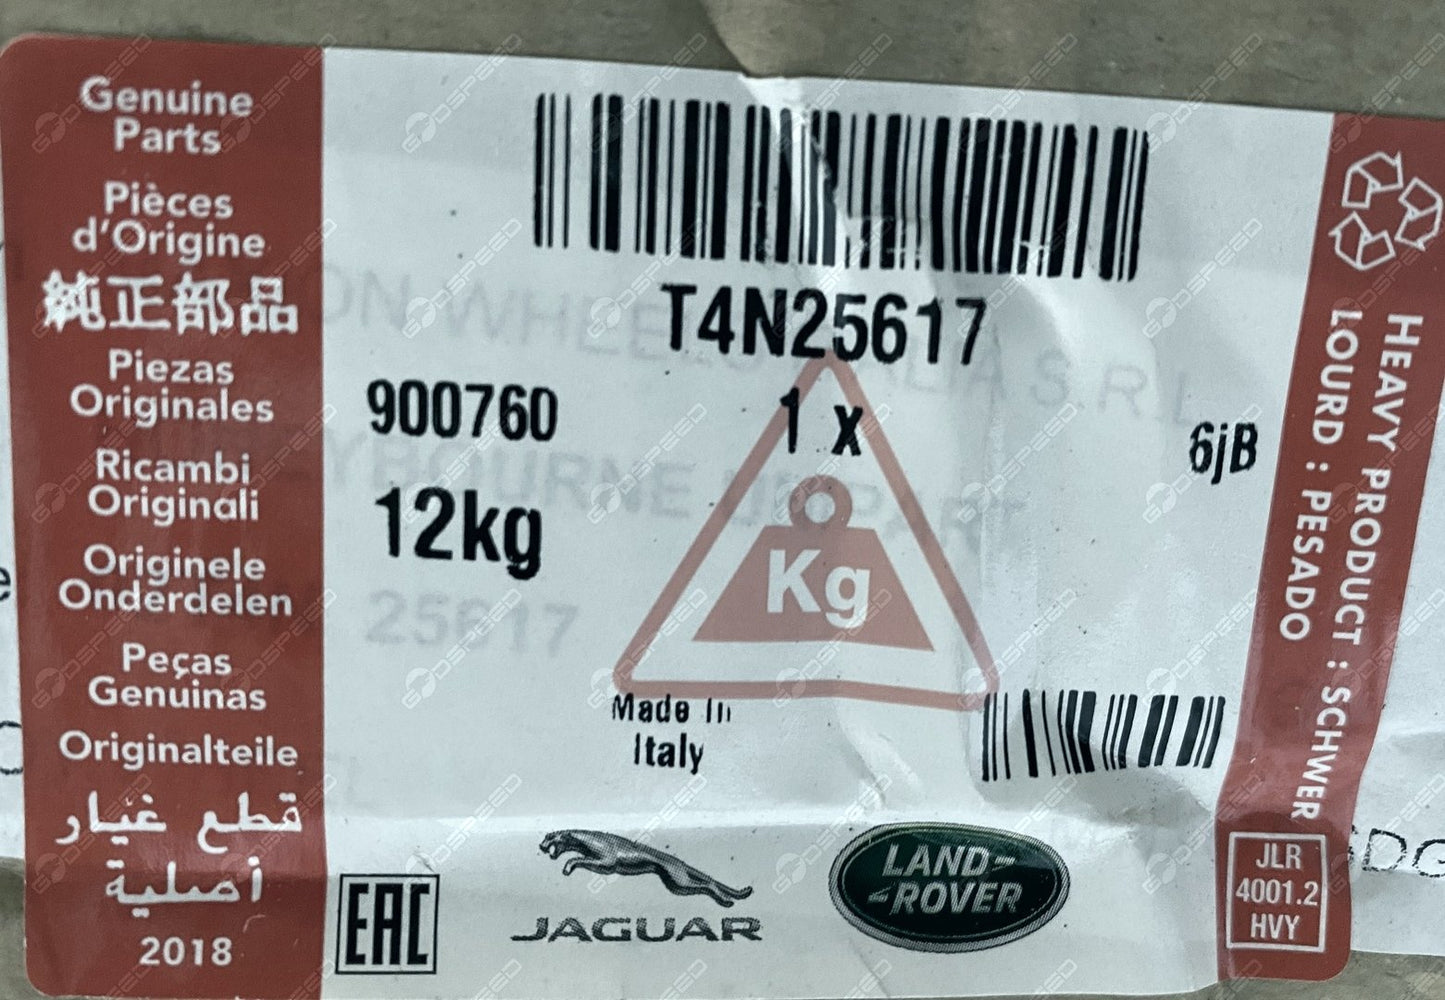 Genuine
Parts
Pièces
d'Origine
純正部品
Piezas
Originales
Ricambi
Originali
Originele
Onderdelen
Peças
Genuinas
Originalteile
قطع غيار
أصلية
2018
T4N25617
900760
1 x
6jB
12kg
Kg
25617
Made In
Italy
EAC
JAGUAR
LAND-
-ROVER
HEAVY PRODUCT : SCHWER
LOURD : PESADO
JLR
4001.2
HVY
GODSPEED